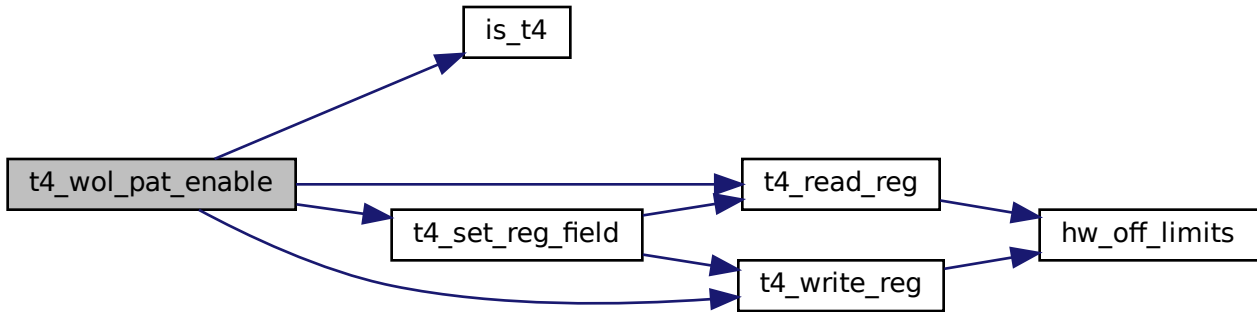 is_t4
t4_wol_pat_enable
t4_read_reg
t4_set_reg_field
hw_off_limits
t4_write_reg